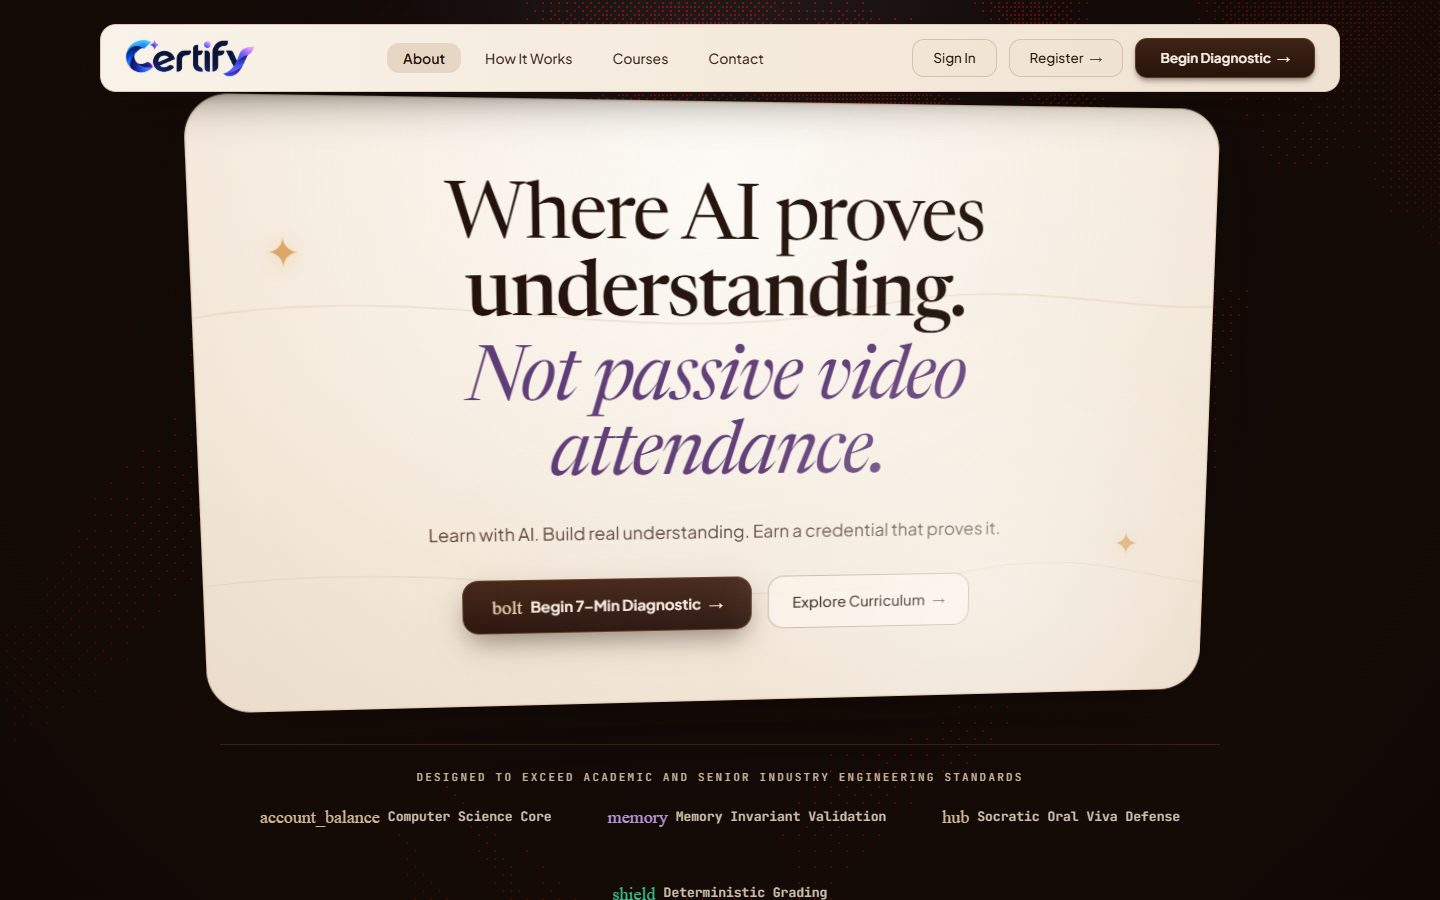 Certify
About
How It Works
Courses
Contact
Sign In
Register →
Begin Diagnostic →
Where AI proves
understanding.
Not passive video
attendance.
Learn with AI. Build real understanding. Earn a credential that proves it.
bolt Begin 7-Min Diagnostic →
Explore Curriculum →
DESIGNED TO EXCEED ACADEMIC AND SENIOR INDUSTRY ENGINEERING STANDARDS
account_balance Computer Science Core
memory Memory Invariant Validation
hub Socratic Oral Viva Defense
shield Deterministic Grading